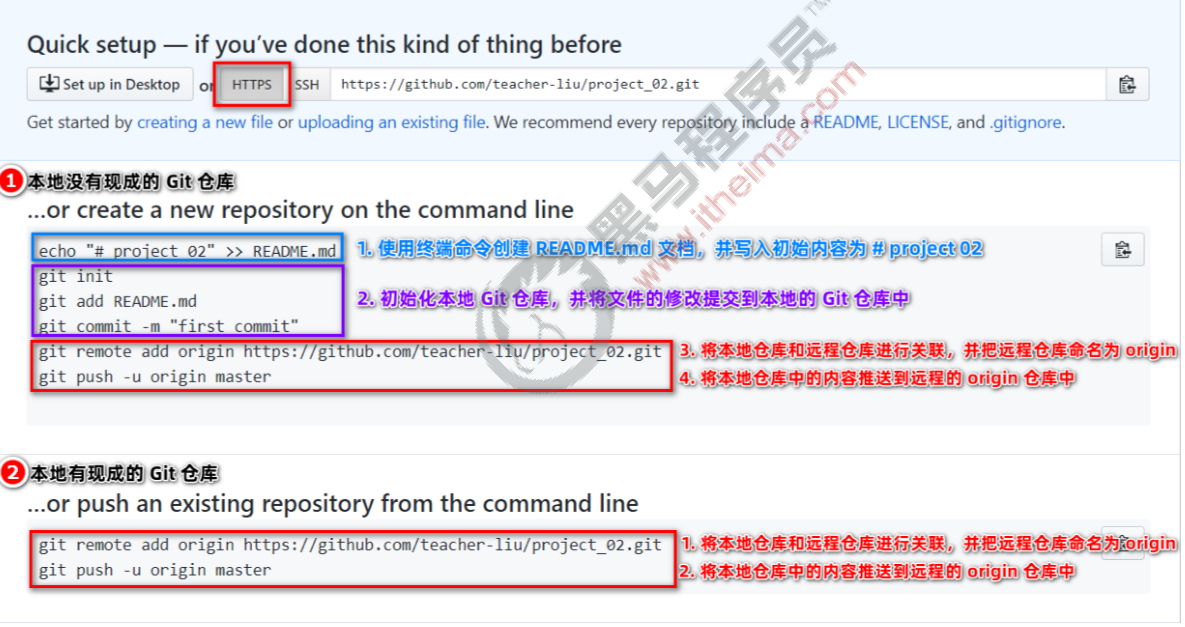 Quick setup — if you've done this kind of thing before
Set up in Desktop or HTTPS SSH https://github.com/teacher-liu/project_02.git
Get started by creating a new file or uploading an existing file. We recommend every repository include a README, LICENSE, and .gitignore.
1 本地没有现成的 Git 仓库
...or create a new repository on the command line
echo "# project_02" >> README.md 1. 使用终端命令创建 README.md 文档，并写入初始内容为 # project 02
git init
git add README.md
2. 初始化本地 Git 仓库，并将文件的修改提交到本地的 Git 仓库中
git commit -m "first commit"
git remote add origin https://github.com/teacher-liu/project_02.git 3. 将本地仓库和远程仓库进行关联，并把远程仓库命名为 origin
git push -u origin master 4. 将本地仓库中的内容推送到远程的 origin 仓库中
2 本地有现成的 Git 仓库
...or push an existing repository from the command line
git remote add origin https://github.com/teacher-liu/project_02.git 1. 将本地仓库和远程仓库进行关联，并把远程仓库命名为 origin
git push -u origin master 2. 将本地仓库中的内容推送到远程的 origin 仓库中
黑马程序员™
www.itheima.com